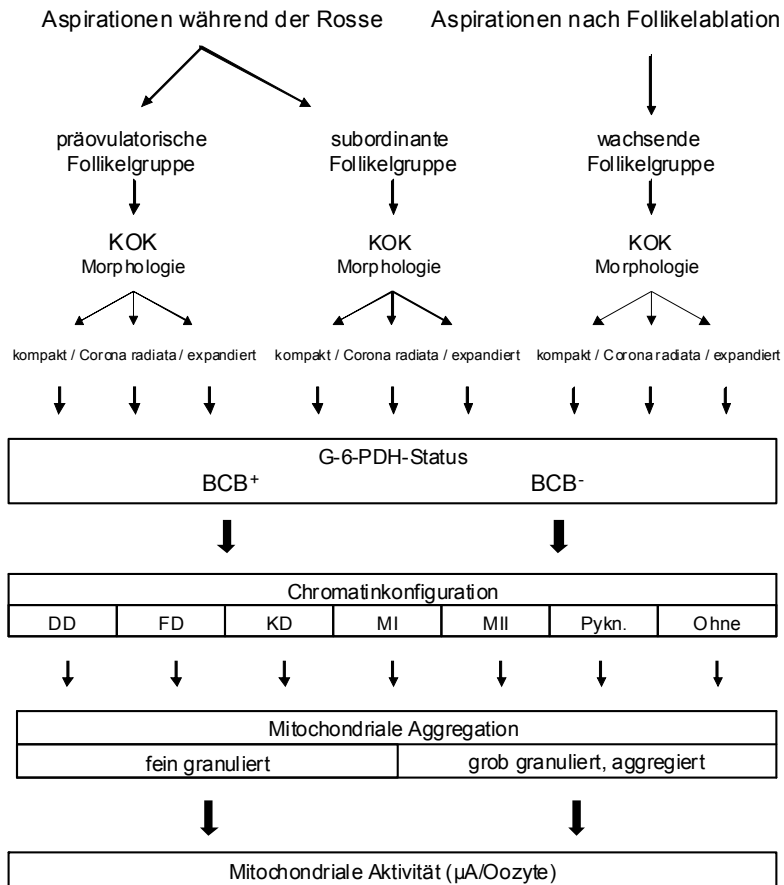 Aspirationen während der Rosse
Aspirationen nach Follikelablation
präovulatorische
Follikelgruppe
subordinante
Follikelgruppe
wachsende
Follikelgruppe
KOK
Morphologie
KOK
Morphologie
KOK
Morphologie
kompakt / Corona radiata / expandiert
kompakt / Corona radiata / expandiert
kompakt / Corona radiata / expandiert
G-6-PDH-Status
BCB+ BCB-
Chromatinkonfiguration
DD FD KD MI MII Pykn. Ohne
Mitochondriale Aggregation
fein granuliert grob granuliert, aggregiert
Mitochondriale Aktivität (µA/Oozyte)